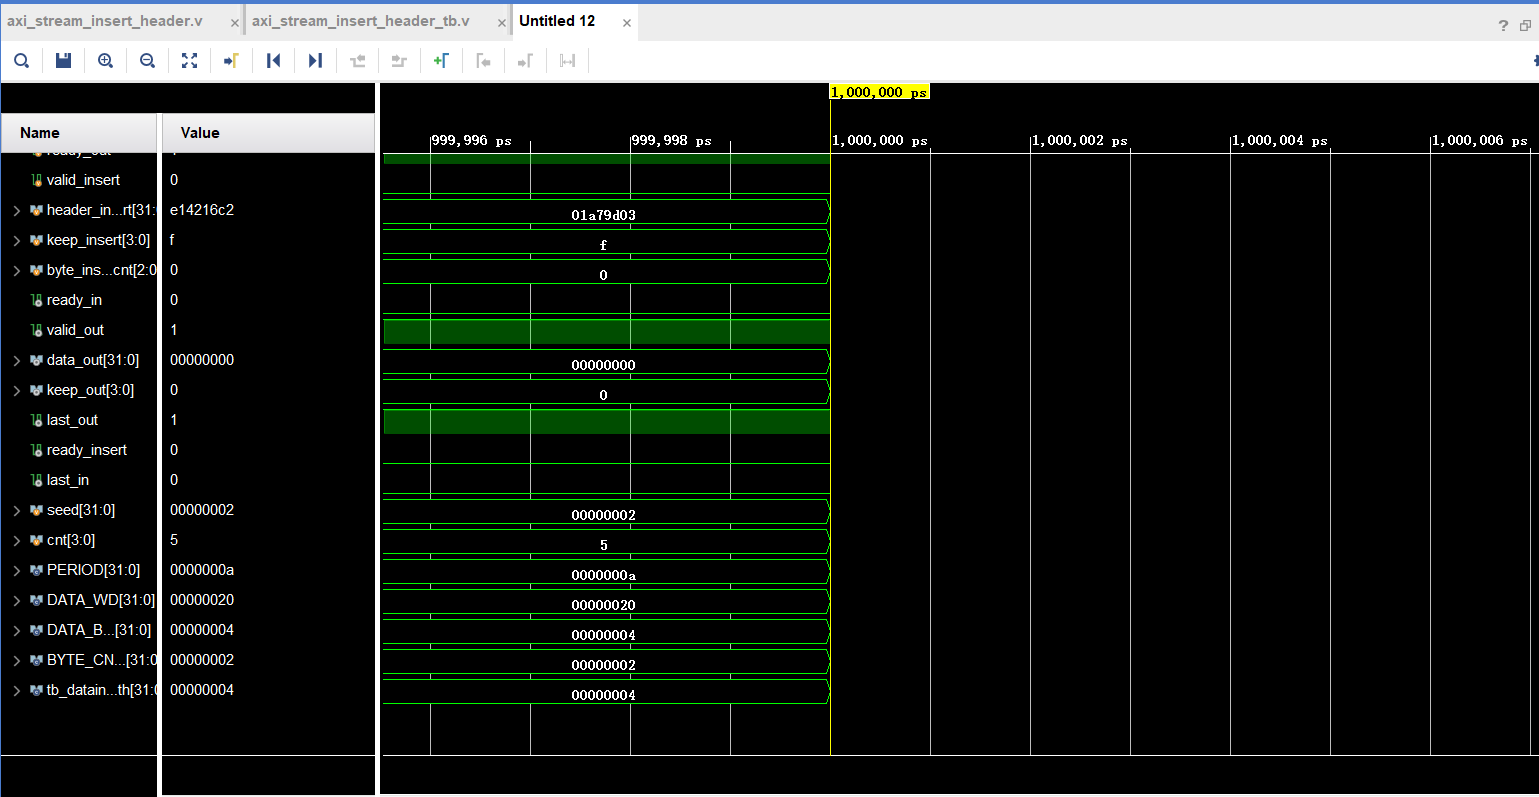 axi_stream_insert_header.v × axi_stream_insert_header_tb.v × Untitled 12 ×
?
1,000,000 ps
Name Value
999,996 ps 999,998 ps 1,000,000 ps 1,000,002 ps 1,000,004 ps 1,000,006 ps
ready_out 1
valid_insert 0
header_in...rt[31: e14216c2 01a79d03
keep_insert[3:0] f f
byte_ins...cnt[2:0 0 0
ready_in 0
valid_out 1
data_out[31:0] 00000000 00000000
keep_out[3:0] 0 0
last_out 1
ready_insert 0
last_in 0
seed[31:0] 00000002 00000002
cnt[3:0] 5 5
PERIOD[31:0] 0000000a 0000000a
DATA_WD[31:0] 00000020 00000020
DATA_B...[31:0] 00000004 00000004
BYTE_CN...[31:0 00000002 00000002
tb_datain...th[31:0 00000004 00000004